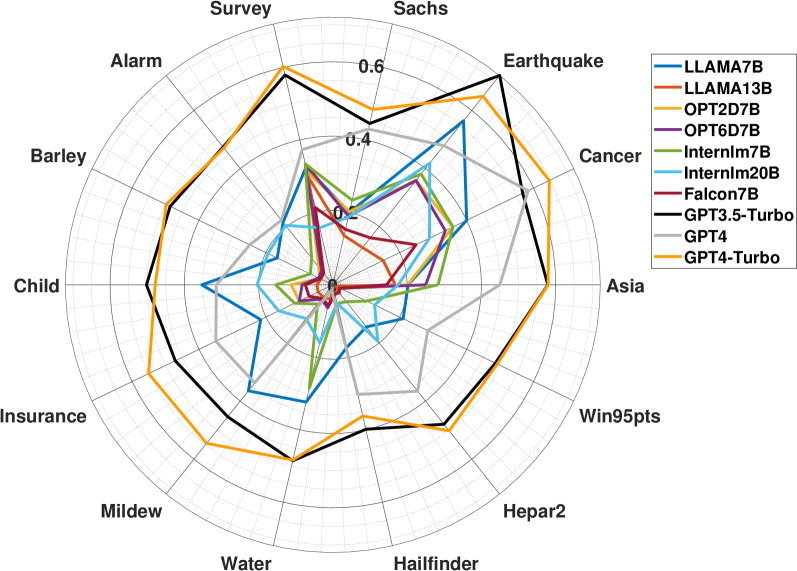 Survey
Sachs
Alarm
Earthquake
0.6
Barley
0.4
Cancer
0.2
Child
0
Asia
Insurance
Win95pts
Mildew
Hepar2
Water
Hailfinder
LLAMA7B
LLAMA13B
OPT2D7B
OPT6D7B
Internlm7B
Internlm20B
Falcon7B
GPT3.5-Turbo
GPT4
GPT4-Turbo